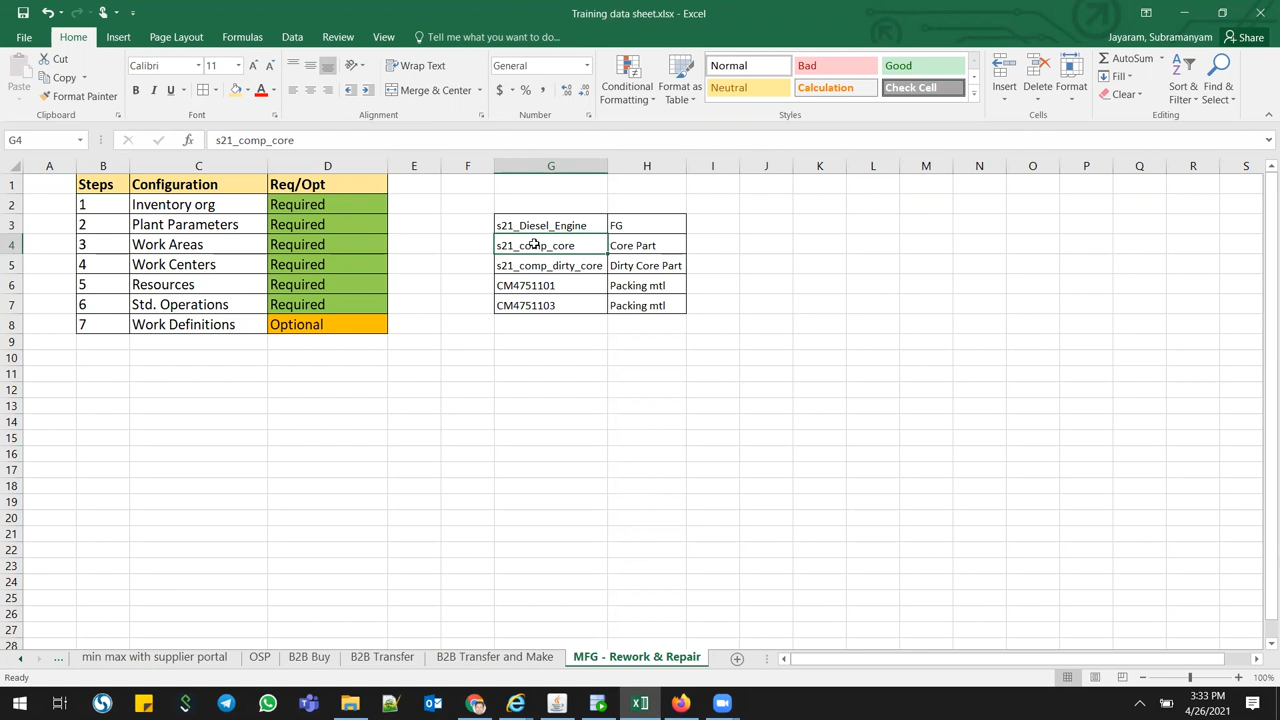 Training data sheet.xlsx - Excel
File Home Insert Page Layout Formulas Data Review View Tell me what you want to do... Jayaram, Subramanyam Share
Paste Cut Copy Format Painter Clipboard
Calibri 11 B I U A Font
Wrap Text Merge & Center Alignment
General $ % , Number
Conditional Formatting Format as Table Normal Bad Good Neutral Calculation Check Cell Styles
Insert Delete Format Cells
AutoSum Fill Clear Sort & Filter Find & Select Editing
G4 fx s21_comp_core
A B C D E F G H I J K L M N O P Q R S
1 Steps Configuration Req/Opt
2 1 Inventory org Required
3 2 Plant Parameters Required s21_Diesel_Engine FG
4 3 Work Areas Required s21_comp_core Core Part
5 4 Work Centers Required s21_comp_dirty_core Dirty Core Part
6 5 Resources Required CM4751101 Packing mtl
7 6 Std. Operations Required CM4751103 Packing mtl
8 7 Work Definitions Optional
9
10
11
12
13
14
15
16
17
18
19
20
21
22
23
24
25
26
27
28
... min max with supplier portal OSP B2B Buy B2B Transfer B2B Transfer and Make MFG - Rework & Repair
Ready 100%
3:33 PM
4/26/2021